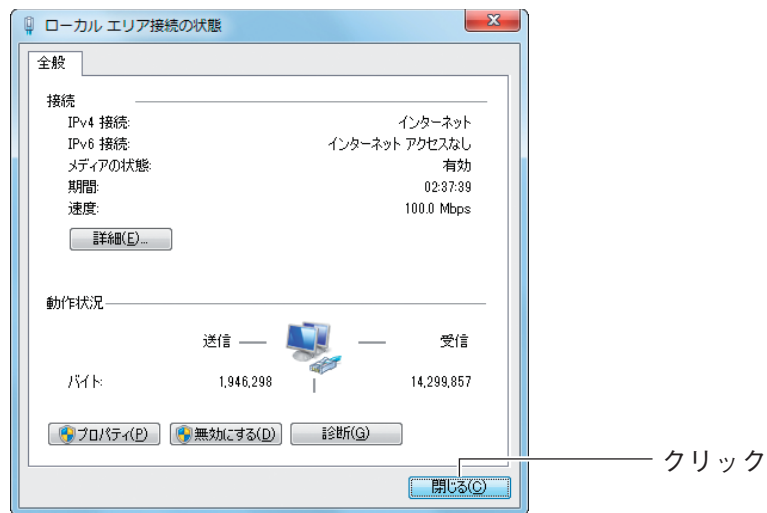 ローカル エリア接続の状態
全般
接続
IPv4 接続: インターネット
IPv6 接続: インターネット アクセスなし
メディアの状態: 有効
期間: 02:37:39
速度: 100.0 Mbps
詳細(E)...
動作状況
送信 受信
バイト: 1,946,298 14,299,857
プロパティ(P) 無効にする(D) 診断(G)
閉じる(C)
クリック